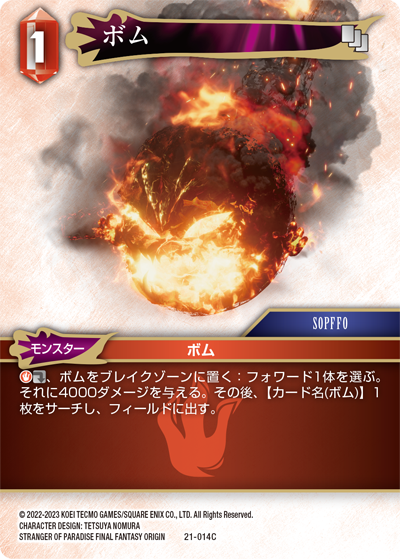 1
ボム
SOPFFO
モンスター
ボム
、ボムをブレイクゾーンに置く：フォワード1体を選ぶ。
それに4000ダメージを与える。その後、【カード名(ボム)】1
枚をサーチし、フィールドに出す。
© 2022-2023 KOEI TECMO GAMES/SQUARE ENIX CO., LTD. All Rights Reserved.
CHARACTER DESIGN: TETSUYA NOMURA
STRANGER OF PARADISE FINAL FANTASY ORIGIN 21-014C